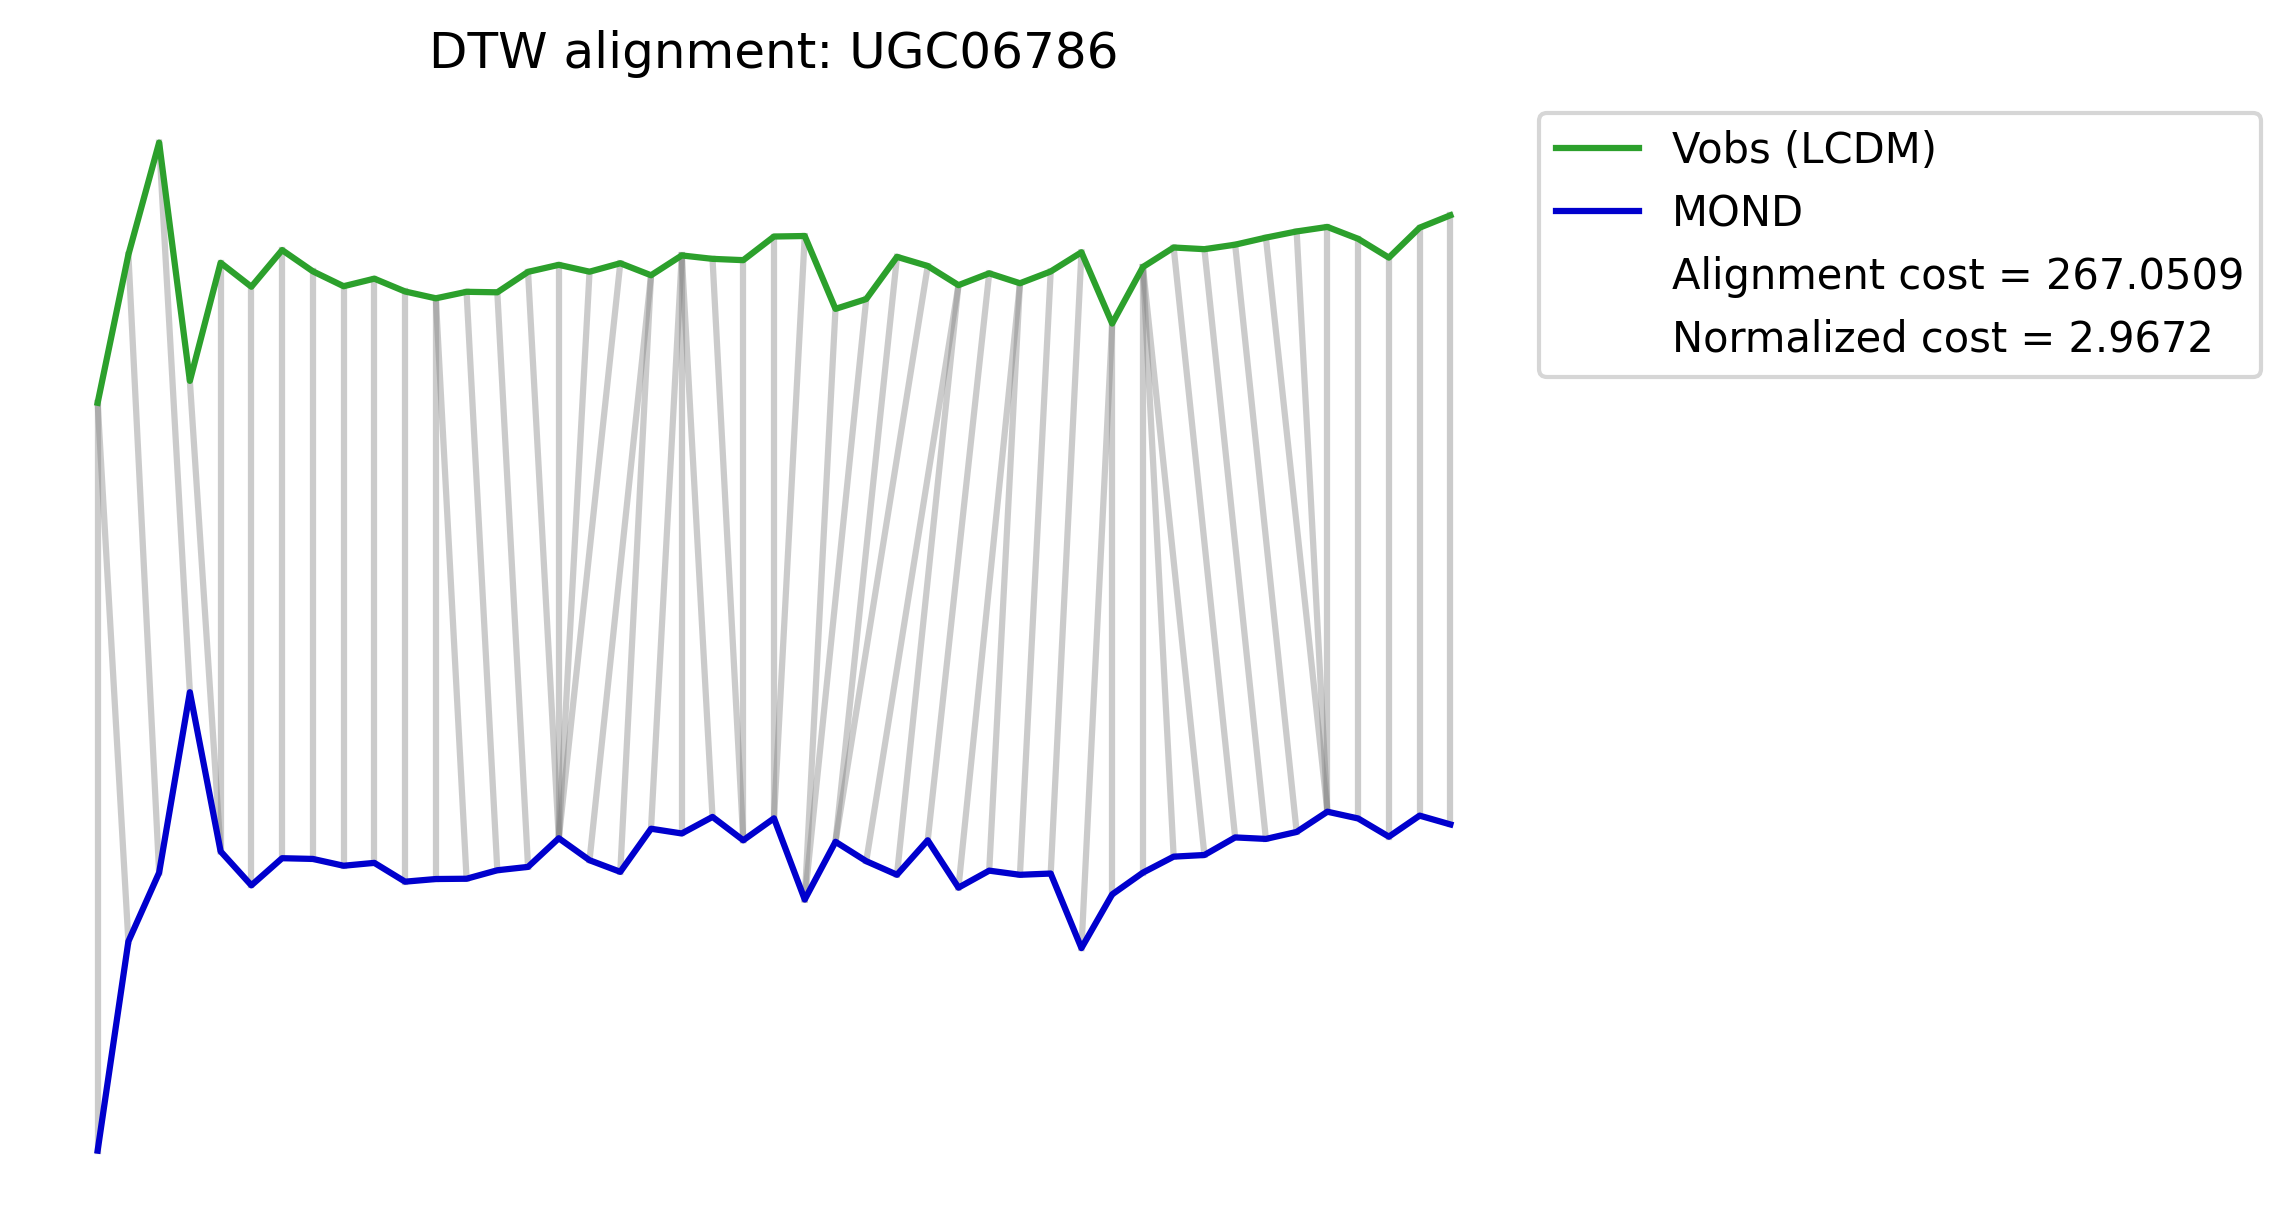 DTW alignment: UGC06786
Vobs (LCDM)
MOND
Alignment cost = 267.0509
Normalized cost = 2.9672